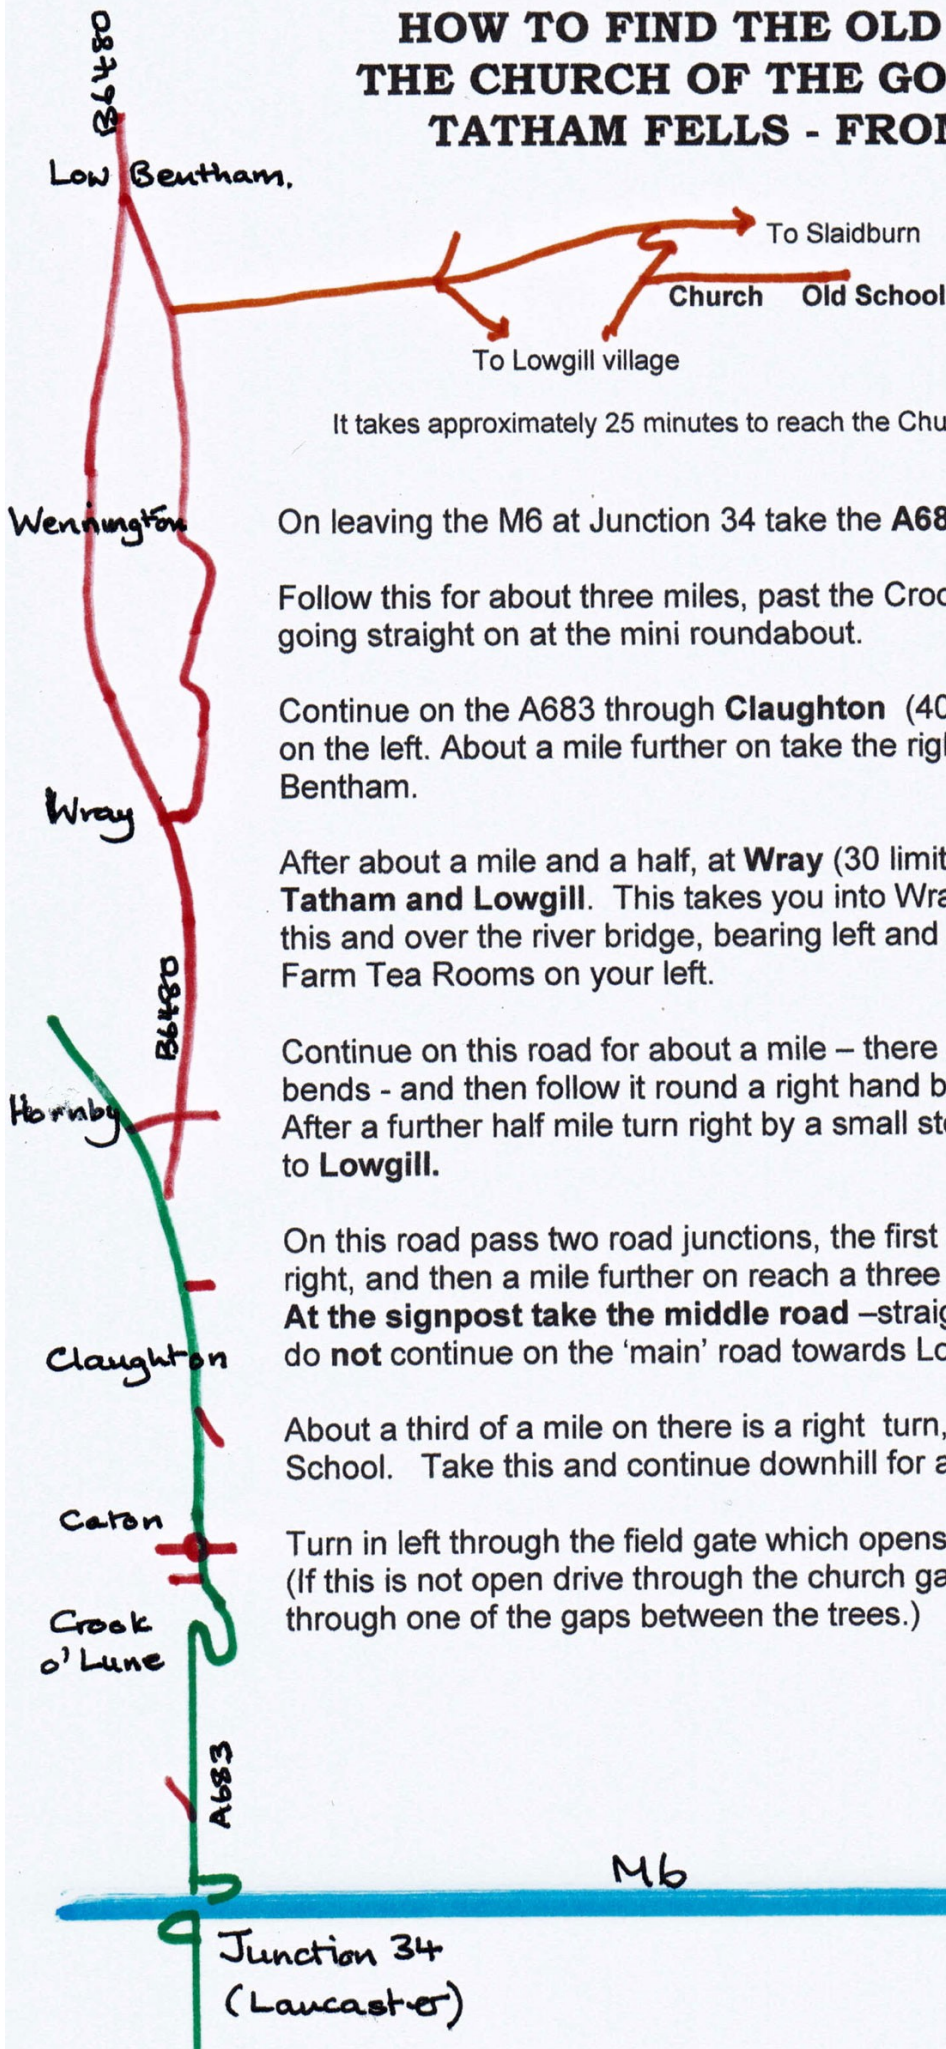 HOW TO FIND THE OLD
THE CHURCH OF THE GO
TATHAM FELLS - FROM
B6480
Low Bentham.
To Slaidburn
Church Old School
To Lowgill village
It takes approximately 25 minutes to reach the Chu
Wennington
On leaving the M6 at Junction 34 take the A68
Follow this for about three miles, past the Croo
going straight on at the mini roundabout.
Continue on the A683 through Claughton (40
on the left. About a mile further on take the righ
Bentham.
Wray
After about a mile and a half, at Wray (30 limit
Tatham and Lowgill. This takes you into Wra
this and over the river bridge, bearing left and
Farm Tea Rooms on your left.
B6480
Continue on this road for about a mile – there
bends - and then follow it round a right hand b
Hornby
After a further half mile turn right by a small sto
to Lowgill.
On this road pass two road junctions, the first
right, and then a mile further on reach a three
At the signpost take the middle road –straig
Claughton
do not continue on the ‘main’ road towards Lo
About a third of a mile on there is a right turn,
School. Take this and continue downhill for a
Caton
Turn in left through the field gate which opens
(If this is not open drive through the church ga
through one of the gaps between the trees.)
Crook
o' Lune
A683
M6
Junction 34
(Lancaster)